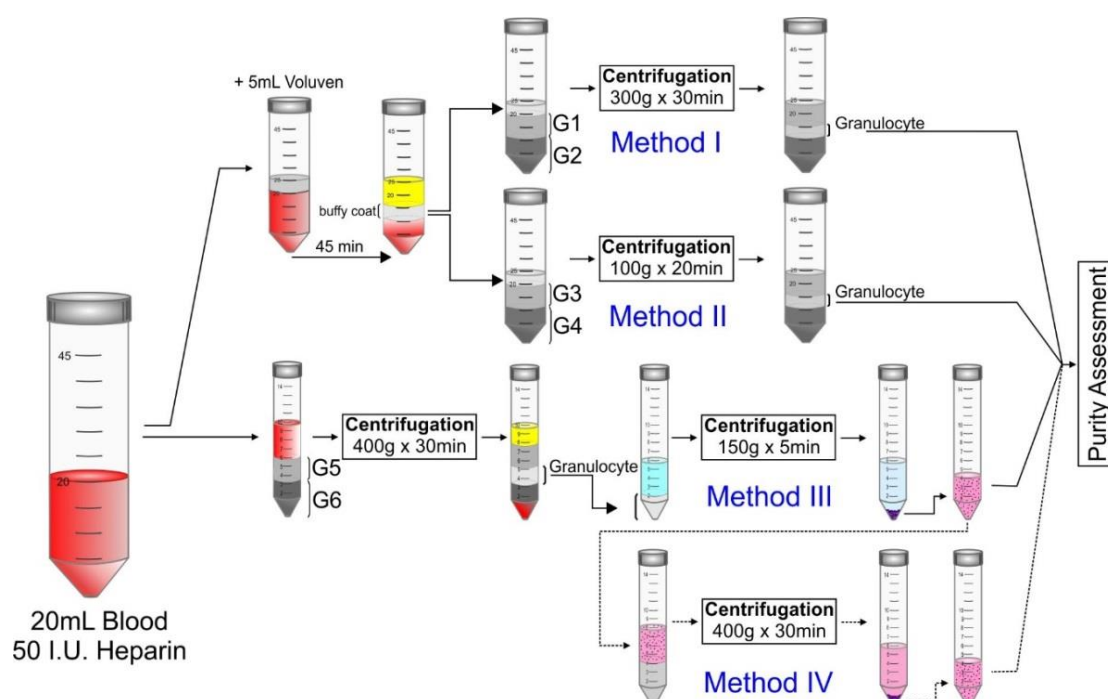 + 5mL Voluven
buffy coat
45 min
G1
G2
Centrifugation
300g x 30min
Method I
Granulocyte
G3
G4
Centrifugation
100g x 20min
Method II
Granulocyte
45
20
20mL Blood
50 I.U. Heparin
G5
G6
Centrifugation
400g x 30min
Granulocyte
Centrifugation
150g x 5min
Method III
Centrifugation
400g x 30min
Method IV
Purity Assessment